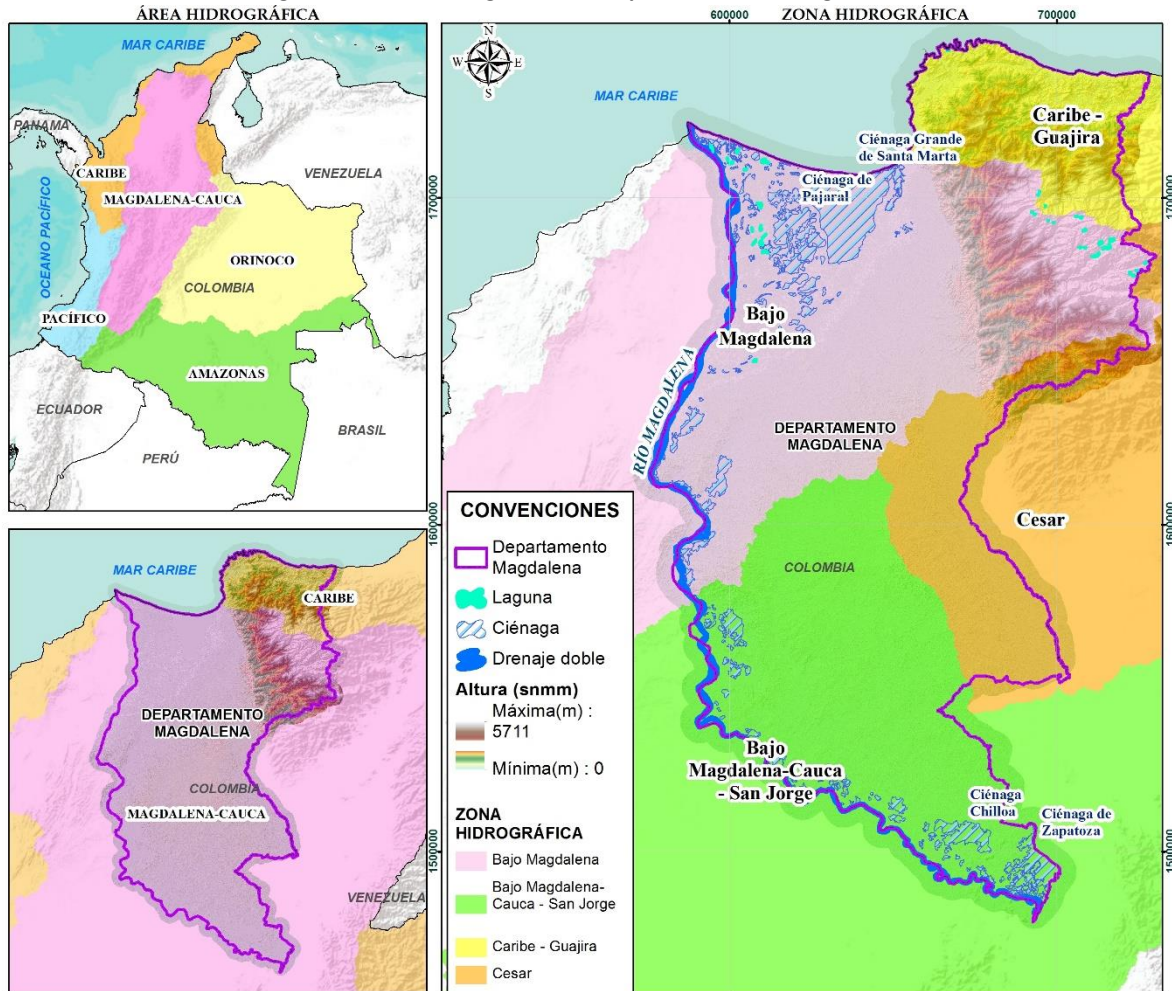 ÁREA HIDROGRÁFICA
MAR CARIBE
PANAMÁ
CARIBE
MAGDALENA-CAUCA
VENEZUELA
OCEANO PACÍFICO
ORINOCO
COLOMBIA
PACÍFICO
AMAZONAS
ECUADOR
BRASIL
PERÚ
MAR CARIBE
CARIBE
DEPARTAMENTO
MAGDALENA
COLOMBIA
MAGDALENA-CAUCA
VENEZUELA
600000
ZONA HIDROGRÁFICA
700000
N
W
E
S
MAR CARIBE
Caribe -
Guajira
Ciénaga Grande
de Santa Marta
Ciénaga de
Pajaral
1700000
1700000
Bajo
Magdalena
RÍO MAGDALENA
DEPARTAMENTO
MAGDALENA
1600000
1600000
Cesar
COLOMBIA
Bajo
Magdalena-Cauca
- San Jorge
Ciénaga
Chilloa
Ciénaga de
Zapatoza
1500000
1500000
CONVENCIONES
Departamento
Magdalena
Laguna
Ciénaga
Drenaje doble
Altura (snmm)
Máxima(m) :
5711
Mínima(m) : 0
ZONA
HIDROGRÁFICA
Bajo Magdalena
Bajo Magdalena-
Cauca - San Jorge
Caribe - Guajira
Cesar